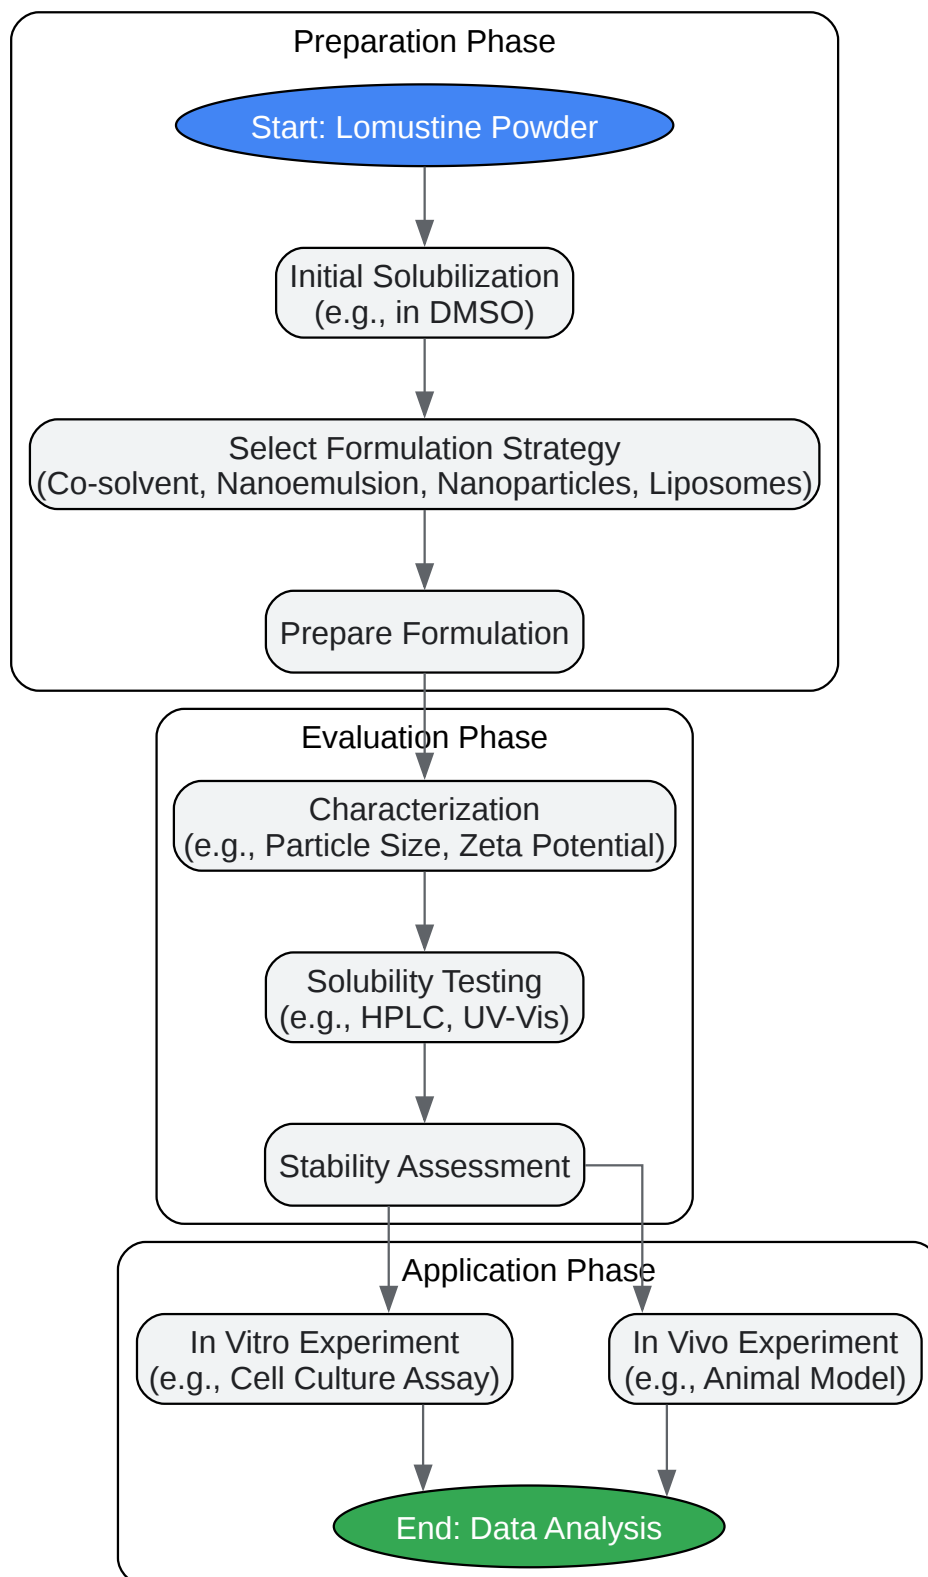 Preparation Phase
Start: Lomustine Powder
Initial Solubilization
(e.g., in DMSO)
Select Formulation Strategy
(Co-solvent, Nanoemulsion, Nanoparticles, Liposomes)
Prepare Formulation
Evaluation Phase
Characterization
(e.g., Particle Size, Zeta Potential)
Solubility Testing
(e.g., HPLC, UV-Vis)
Stability Assessment
Application Phase
In Vitro Experiment
(e.g., Cell Culture Assay)
In Vivo Experiment
(e.g., Animal Model)
End: Data Analysis